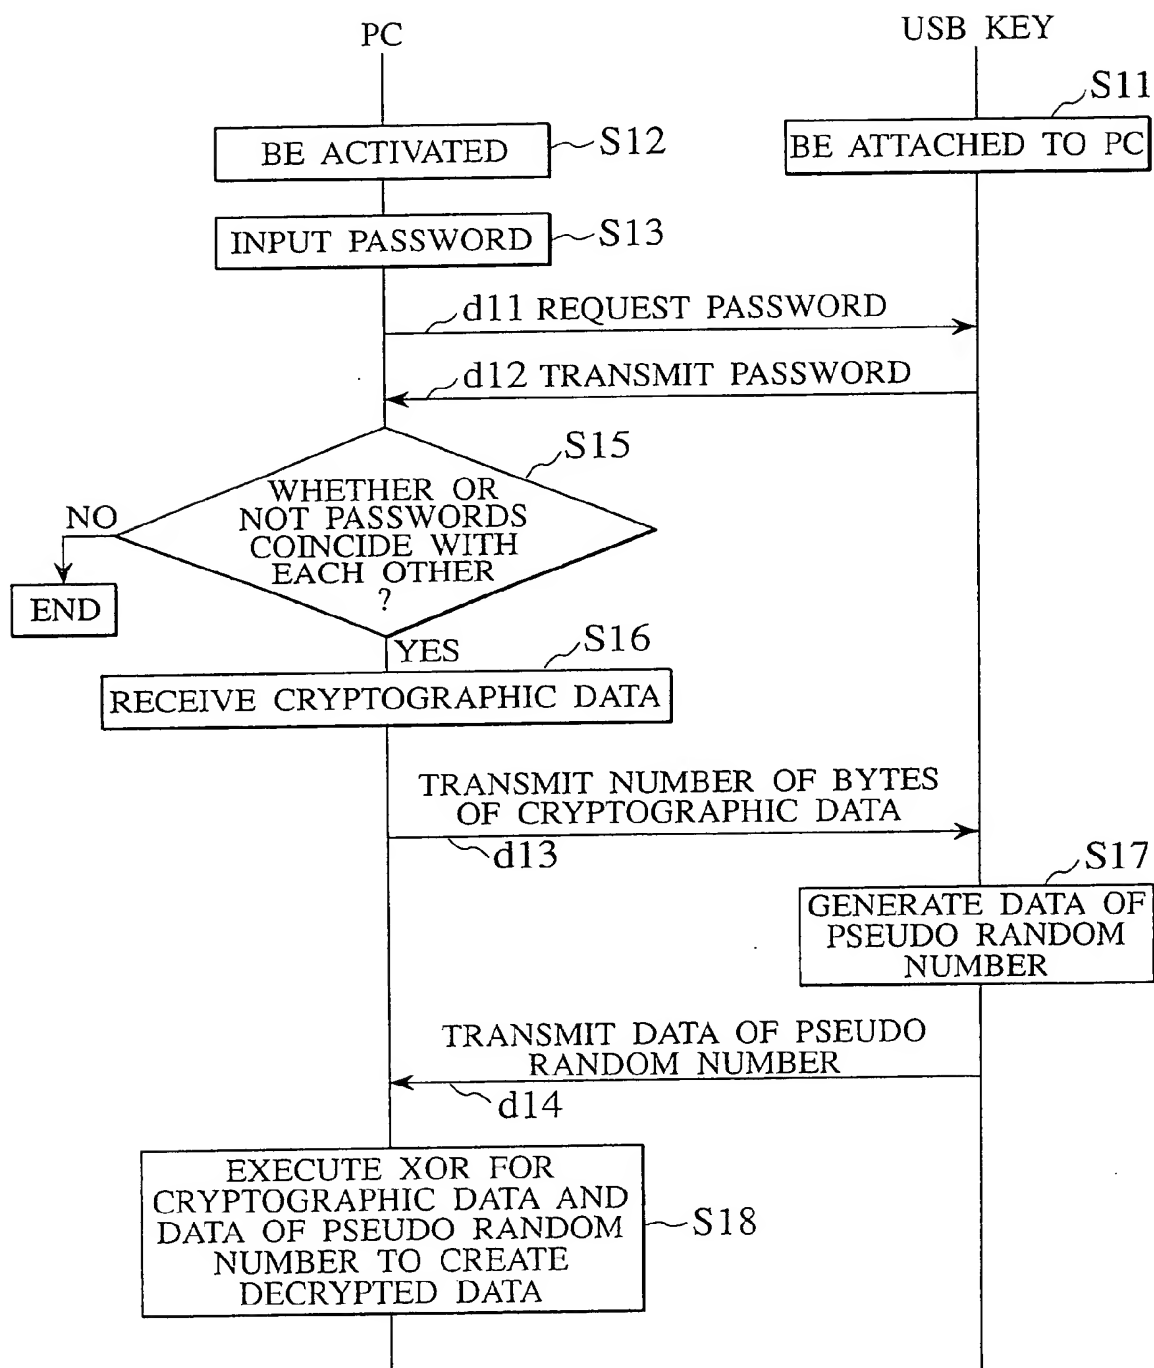 PC
USB KEY
S11
BE ATTACHED TO PC
BE ACTIVATED
S12
INPUT PASSWORD
S13
d11 REQUEST PASSWORD
d12 TRANSMIT PASSWORD
S15
WHETHER OR
NOT PASSWORDS
COINCIDE WITH
EACH OTHER
?
NO
END
YES
S16
RECEIVE CRYPTOGRAPHIC DATA
TRANSMIT NUMBER OF BYTES
OF CRYPTOGRAPHIC DATA
d13
S17
GENERATE DATA OF
PSEUDO RANDOM
NUMBER
TRANSMIT DATA OF PSEUDO
RANDOM NUMBER
d14
EXECUTE XOR FOR
CRYPTOGRAPHIC DATA AND
DATA OF PSEUDO RANDOM
NUMBER TO CREATE
DECRYPTED DATA
S18